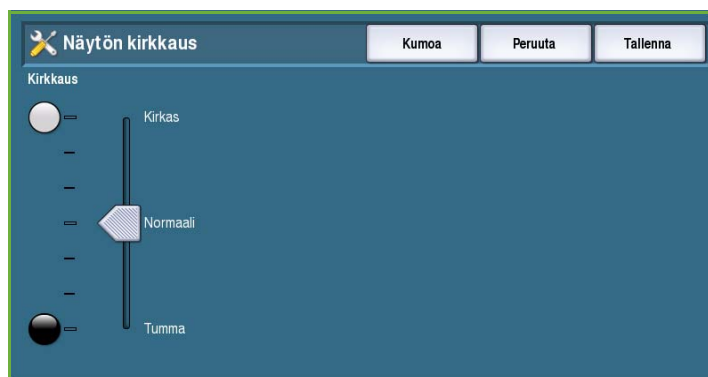 Näytön kirkkaus
Kumoa
Peruuta
Tallenna
Kirkkaus
Kirkas
Normaali
Tumma